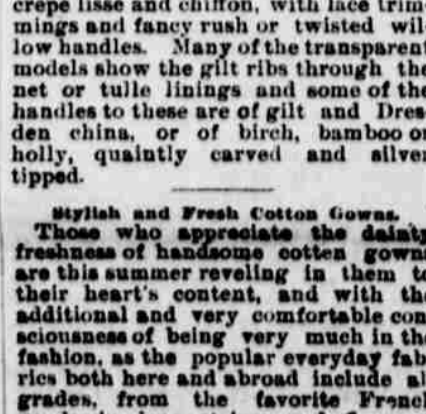 crepe lisse and chiffon, with lace trim-
mings and fancy rush or twisted wil-
low handles. Many of the transparent
models show the gilt ribs through the
net or tulle linings and some of the
handles to these are of gilt and Dres-
den china, or of birch, bamboo or
holly, quaintly carved and silver
tipped.
Stylish and Fresh Cotton Gowns.
Those who appreciate the dainty
freshness of handsome cotten gowns
are this summer reveling in them to
their heart's content, and with the
additional and very comfortable con-
sciousness of being very much in the
fashion, as the popular everyday fab-
rics both here and abroad include all
grades, from the favorite French